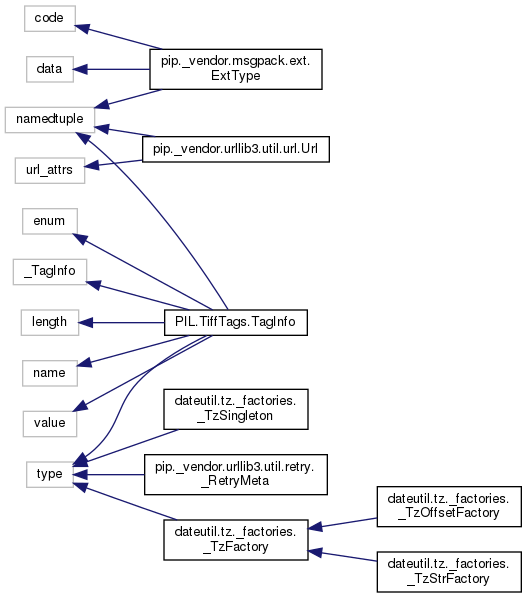 code
data
pip._vendor.msgpack.ext.
ExtType
namedtuple
pip._vendor.urllib3.util.url.Url
url_attrs
enum
_TagInfo
length
PIL.TiffTags.TagInfo
name
value
dateutil.tz._factories.
_TzSingleton
type
pip._vendor.urllib3.util.retry.
_RetryMeta
dateutil.tz._factories.
_TzFactory
dateutil.tz._factories.
_TzOffsetFactory
dateutil.tz._factories.
_TzStrFactory